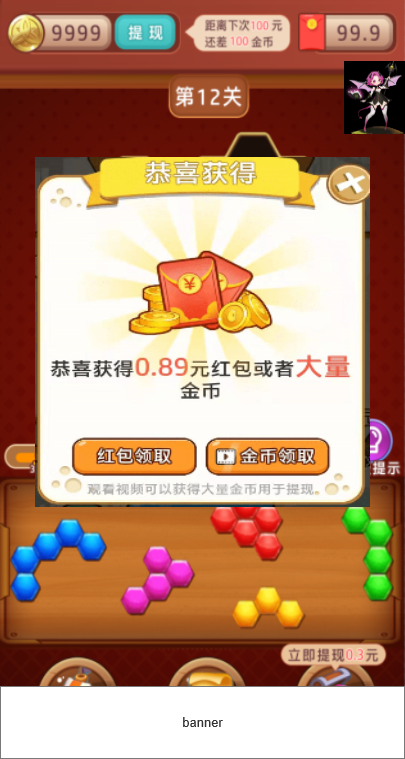 9999
提现
距离下次100元
还差100金币
99.9
第12关
恭喜获得
恭喜获得0.89元红包或者大量
金币
红包领取
金币领取
观看视频可以获得大量金币用于提现。
提示
立即提现0.3元
banner